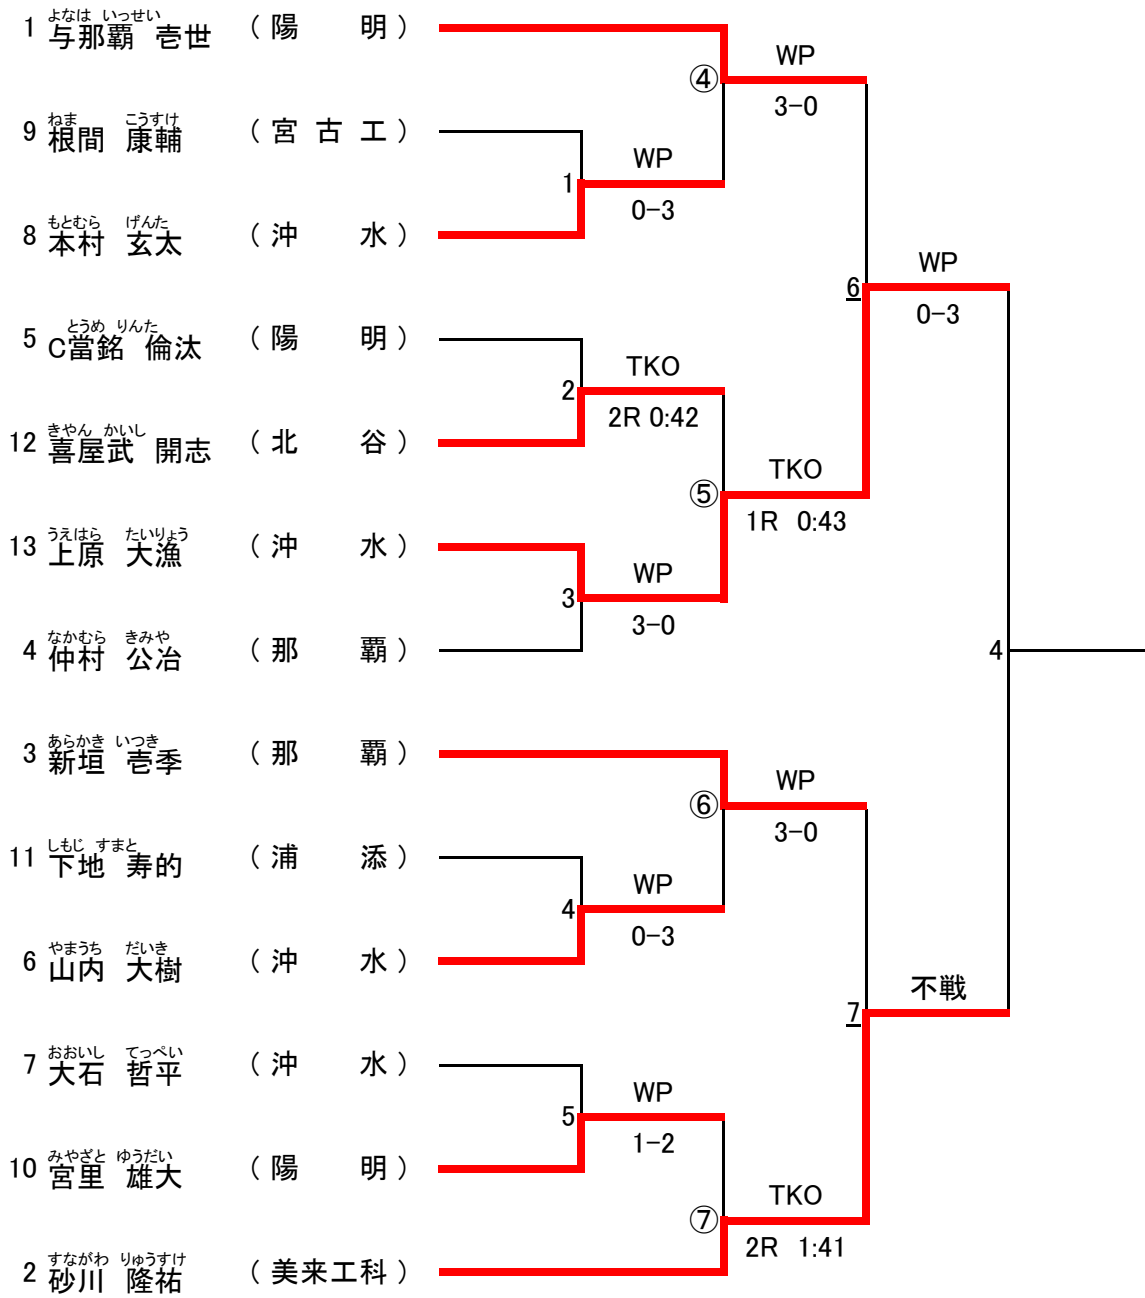 よなは いっせい
1 与那覇 壱世 （ 陽 明 ）
WP
④
3-0
ねま こうすけ
9 根間 康輔 （ 宮 古 工 ）
WP
1
0-3
もとむら げんた
8 本村 玄太 （ 沖 水 ）
WP
6
0-3
とうめ りんた
5 C當銘 倫汰 （ 陽 明 ）
TKO
2
2R 0:42
きやん かいし
12 喜屋武 開志 （ 北 谷 ）
TKO
⑤
1R 0:43
うえはら たいりょう
13 上原 大漁 （ 沖 水 ）
WP
3
3-0
なかむら きみや
4 仲村 公冶 （ 那 覇 ）
4
あらかき いつき
3 新垣 壱季 （ 那 覇 ）
WP
⑥
3-0
しもじ すまと
11 下地 寿的 （ 浦 添 ）
WP
4
0-3
やまうち だいき
6 山内 大樹 （ 沖 水 ）
不戦
7
おおいし てっぺい
7 大石 哲平 （ 沖 水 ）
WP
5
1-2
みやざと ゆうだい
10 宮里 雄大 （ 陽 明 ）
TKO
⑦
2R 1:41
すながわ りゅうすけ
2 砂川 隆祐 （ 美来工科 ）